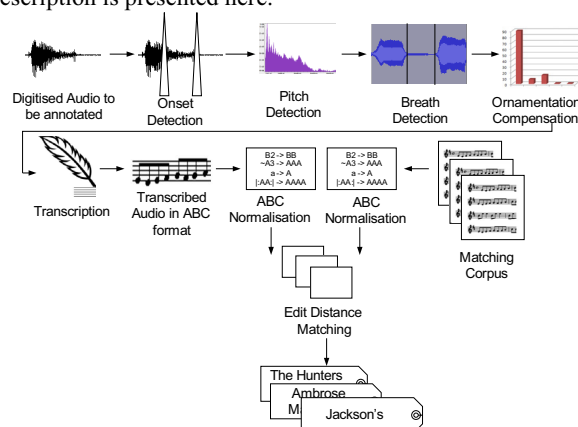 escription is presented here.
Digitised Audio to
be annotated
Onset
Detection
Pitch
Detection
Breath
Detection
Ornamentation
Compensation
Transcription
Transcribed
Audio in ABC
format
B2 -> BB
~A3 -> AAA
a -> A
|:AA:| -> AAAA
ABC
Normalisation
B2 -> BB
~A3 -> AAA
a -> A
|:AA:| -> AAAA
ABC
Normalisation
Matching
Corpus
Edit Distance
Matching
The Hunters
Ambrose
Jackson's